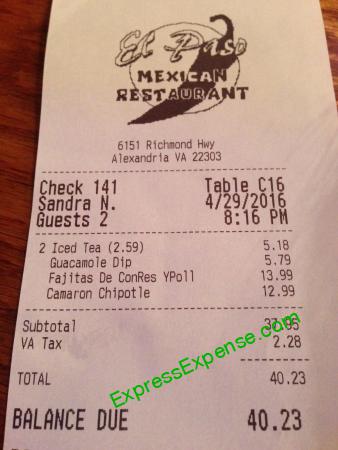 El Paso
MEXICAN
RESTAURANT
6151 Richmond Hwy
Alexandria VA 22303
Check 141 Table C16
Sandra N. 4/29/2016
Guests 2 8:16 PM
2 Iced Tea (2.59) 5.18
Guacamole Dip 5.79
Fajitas De ConRes YPoll 13.99
Camaron Chipotle 12.99
Subtotal 37.95
VA Tax 2.28
TOTAL 40.23
BALANCE DUE 40.23
ExpressExpense.com